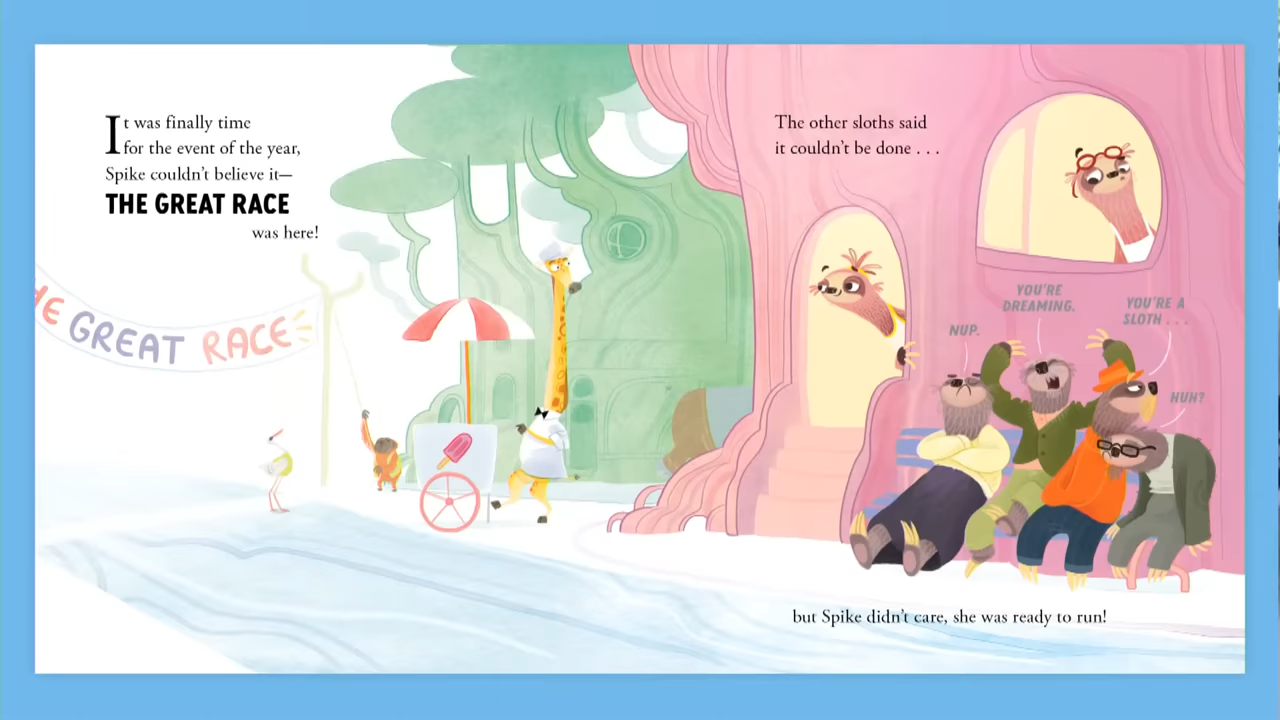 It was finally time
for the event of the year,
Spike couldn't believe it—
THE GREAT RACE
was here!
HE GREAT RACE
The other sloths said
it couldn't be done . . .
NUP.
YOU'RE
DREAMING.
YOU'RE A
SLOTH . . .
HUH?
but Spike didn't care, she was ready to run!